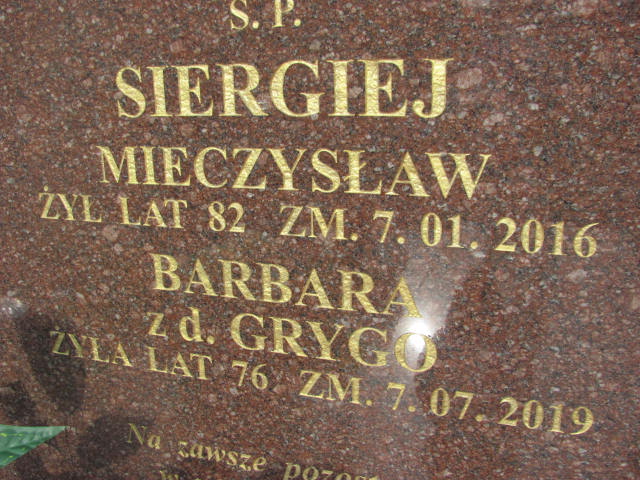 Ś. P.
SIERGIEJ
MIECZYSŁAW
ŻYŁ LAT 82 ZM. 7. 01. 2016
BARBARA
z d. GRYGO
ŻYŁA LAT 76 ZM. 7. 07. 2019
Na zawsze